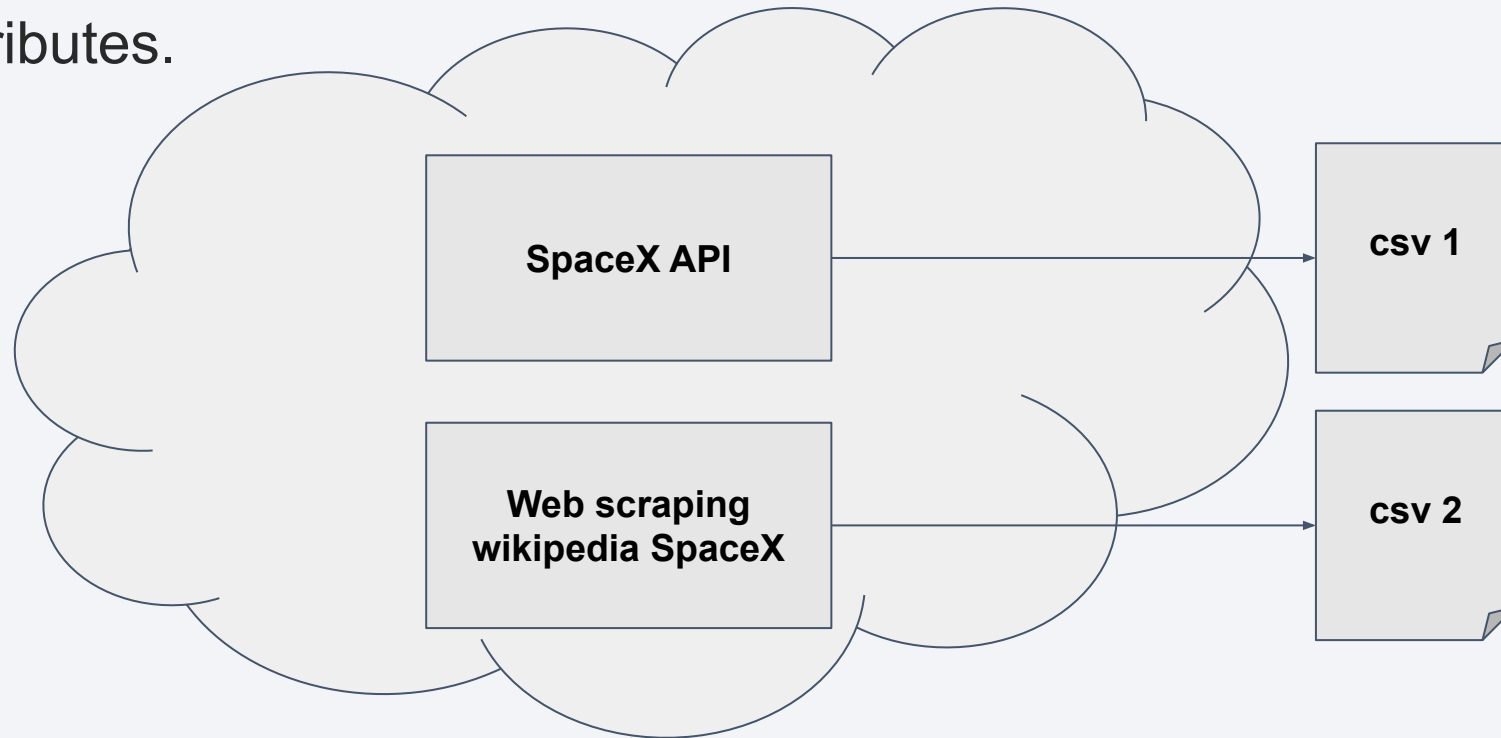 ributes.
SpaceX API
csv 1
Web scraping
wikipedia SpaceX
csv 2